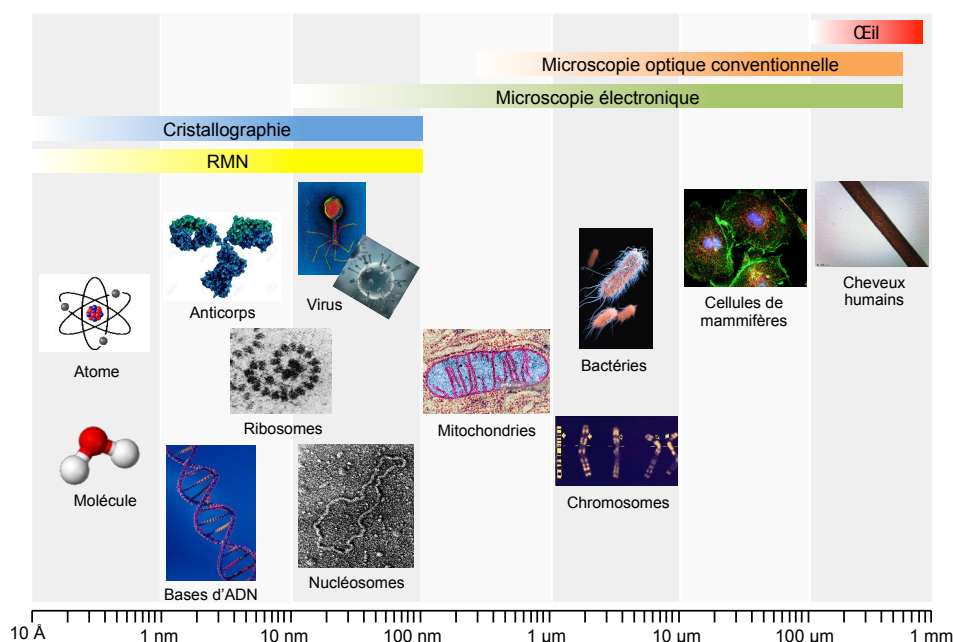 Œil
Microscopie optique conventionnelle
Microscopie électronique
Cristallographie
RMN
Anticorps
Virus
Cheveux
humains
Cellules de
mammifères
Bactéries
Atome
Ribosomes
Mitochondries
Molécule
Chromosomes
Nucléosomes
Bases d’ADN
10 Å 1 nm 10 nm 100 nm 1 µm 10 µm 100 µm 1 mm